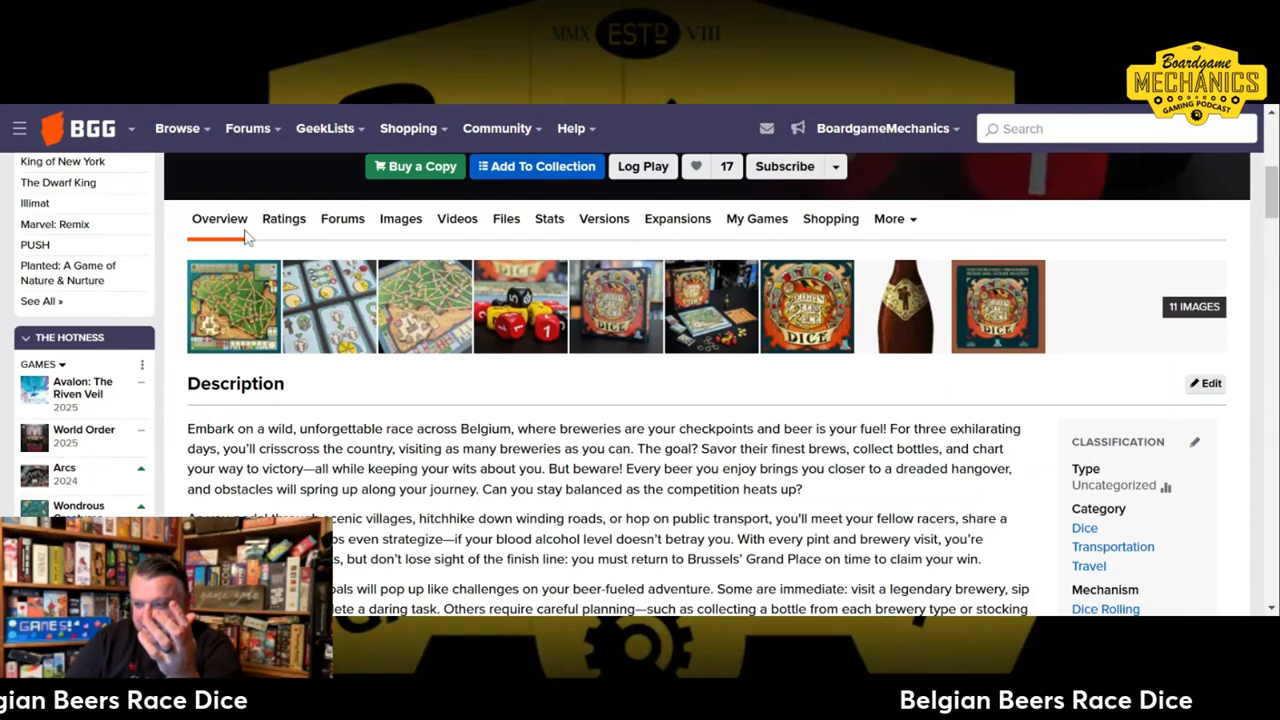 MMX ESTD VIII
Boardgame
MECHANICS
GAMING PODCAST
BGG
Browse
Forums
GeekLists
Shopping
Community
Help
BoardgameMechanics
Search
King of New York
The Dwarf King
Illimat
Marvel: Remix
PUSH
Planted: A Game of
Nature & Nurture
See All »
Buy a Copy
Add To Collection
Log Play
17
Subscribe
Overview
Ratings
Forums
Images
Videos
Files
Stats
Versions
Expansions
My Games
Shopping
More
DICE
DICE
DICE
11 IMAGES
THE HOTNESS
GAMES
Avalon: The
Riven Veil
2025
World Order
2025
Arcs
2024
Wondrous
Description
Edit
Embark on a wild, unforgettable race across Belgium, where breweries are your checkpoints and beer is your fuel! For three exhilarating
days, you'll crisscross the country, visiting as many breweries as you can. The goal? Savor their finest brews, collect bottles, and chart
your way to victory—all while keeping your wits about you. But beware! Every beer you enjoy brings you closer to a dreaded hangover,
and obstacles will spring up along your journey. Can you stay balanced as the competition heats up?
scenic villages, hitchhike down winding roads, or hop on public transport, you'll meet your fellow racers, share a
even strategize—if your blood alcohol level doesn't betray you. With every pint and brewery visit, you're
but don't lose sight of the finish line: you must return to Brussels' Grand Place on time to claim your win.
will pop up like challenges on your beer-fueled adventure. Some are immediate: visit a legendary brewery, sip
a daring task. Others require careful planning—such as collecting a bottle from each brewery type or stocking
CLASSIFICATION
Type
Uncategorized
Category
Dice
Transportation
Travel
Mechanism
Dice Rolling
GAMES!
gian Beers Race Dice
Belgian Beers Race Dice